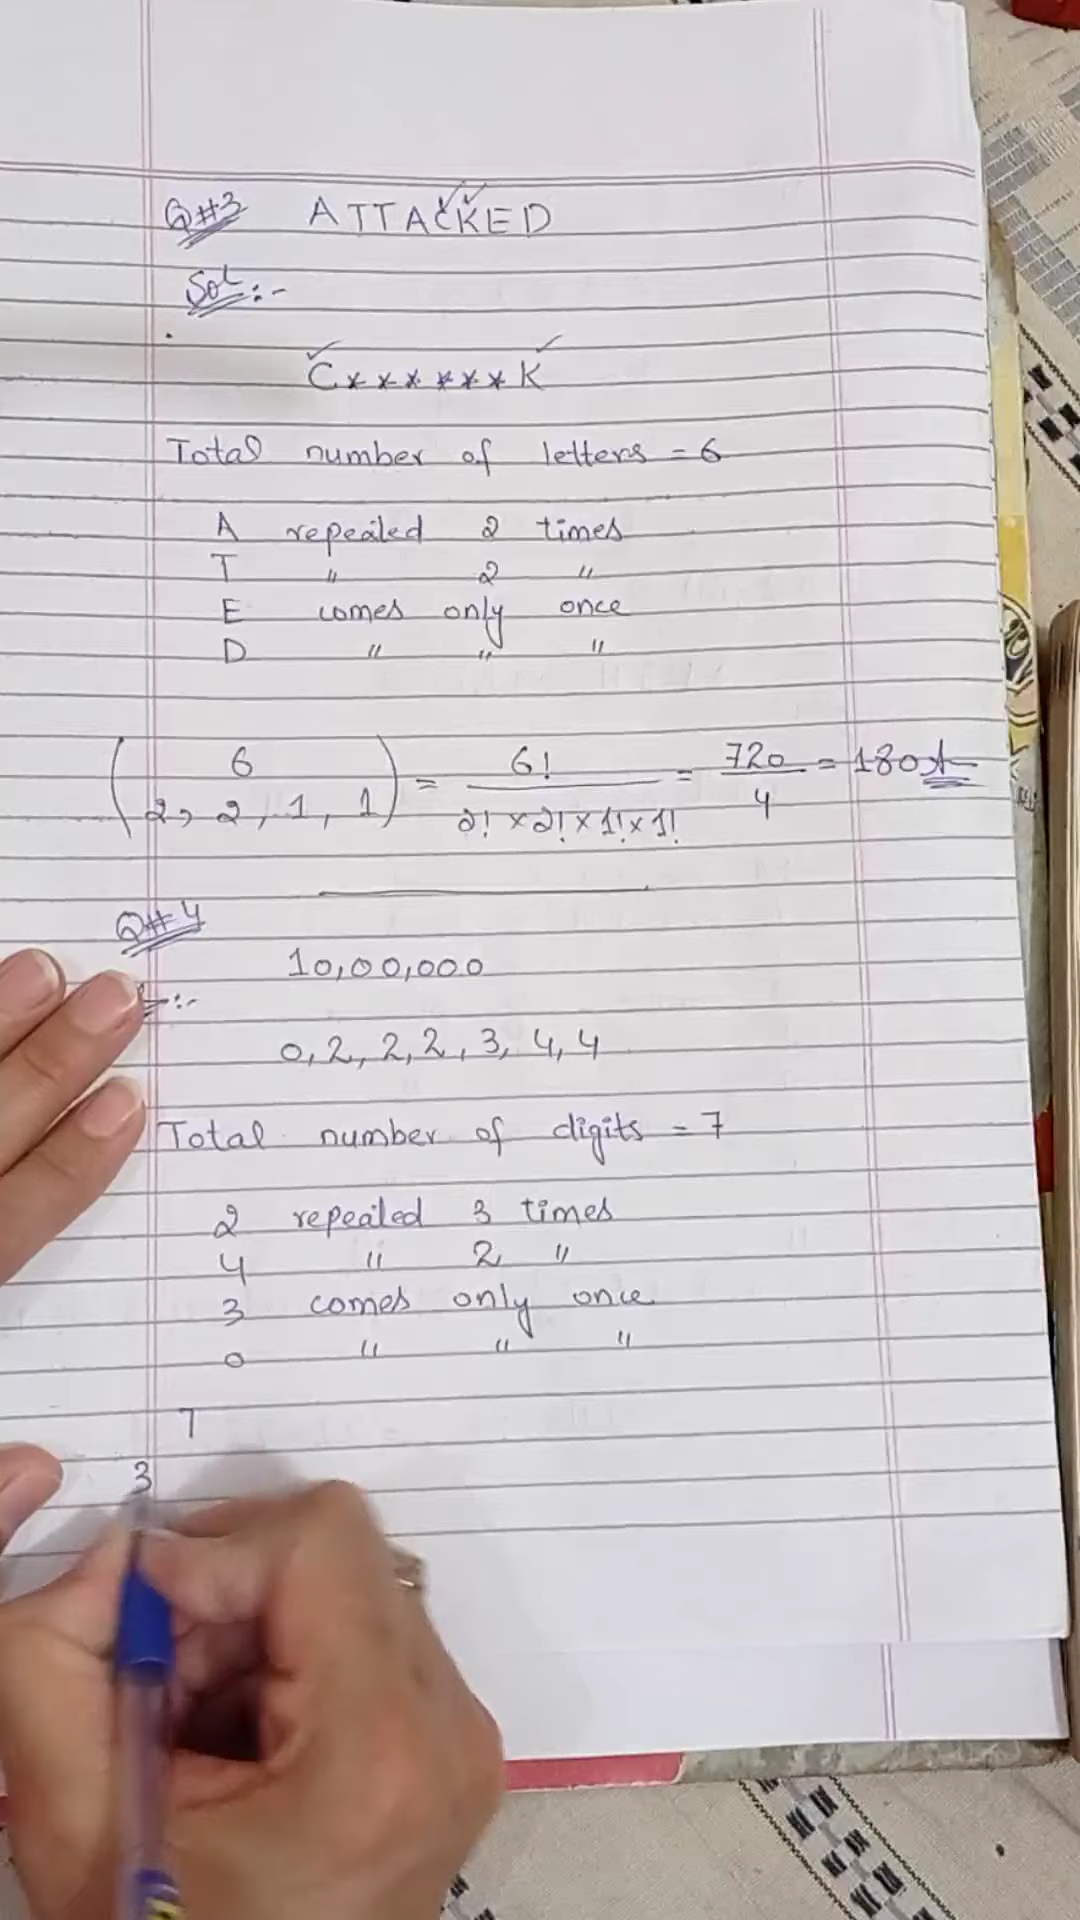 Q#3 ATTACKED
Sol:-
C****** K
Total number of letters = 6
A repeated 2 times
T " 2 "
E comes only once
D " " "
( 6 2, 2, 1, 1 ) = 6! / 2! × 2! × 1! × 1! = 720 / 4 = 180
Q#4
10,00,000
:-
0, 2, 2, 2, 3, 4, 4
Total number of digits = 7
2 repeated 3 times
4 " 2 "
3 comes only once
0 " " "
7
3